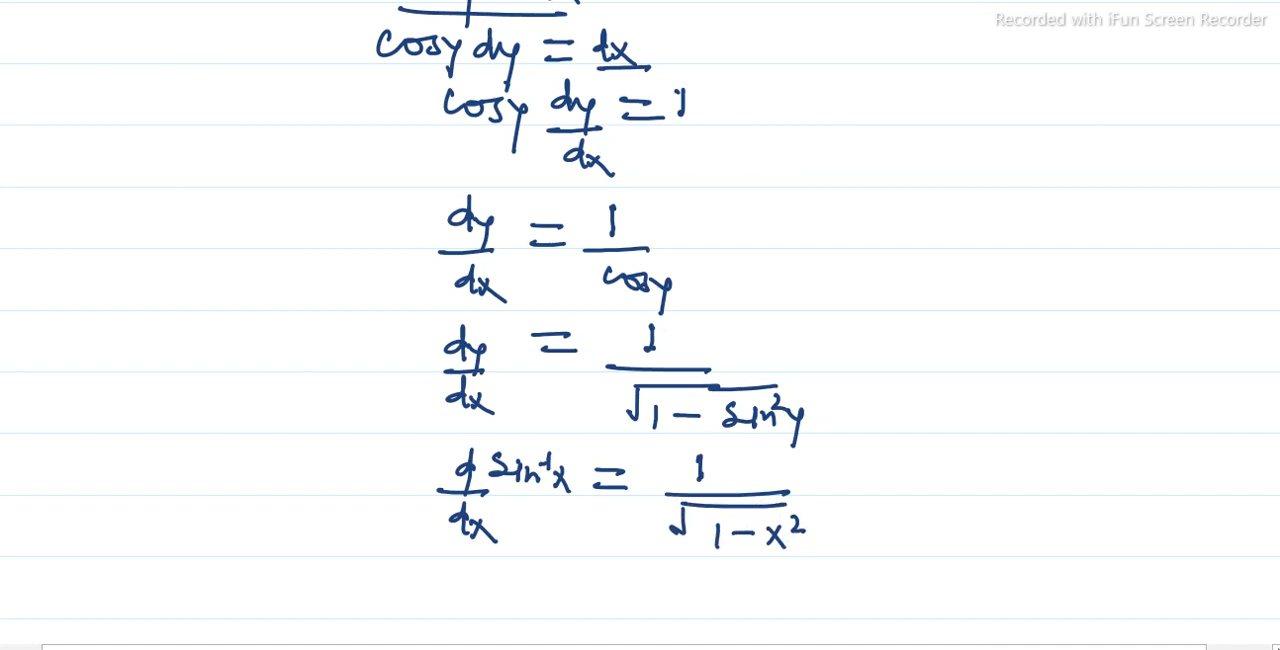 Recorded with iFun Screen Recorder
cosy dy = dx
cosy dy/dx = 1
dy/dx = 1/cosy
dy/dx = 1/√(1 - sin²y)
d/dx sin⁻¹x = 1/√(1 - x²)